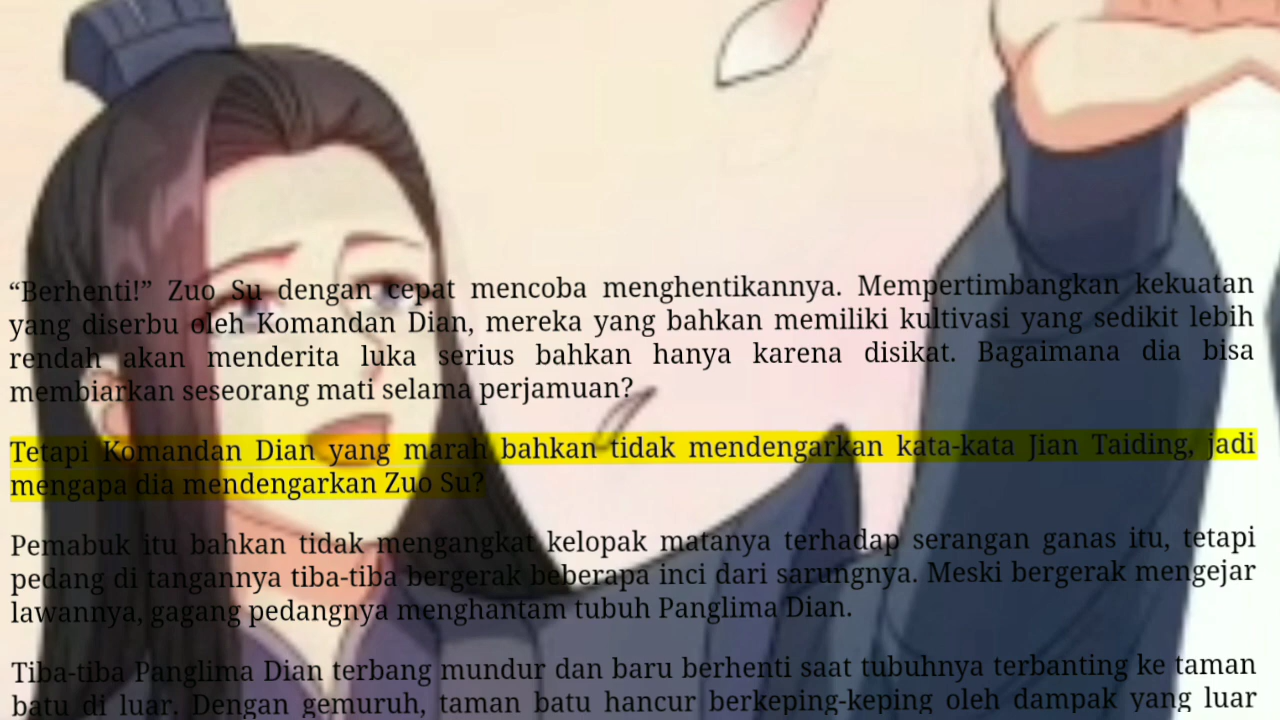 “Berhenti!” Zuo Su dengan cepat mencoba menghentikannya. Mempertimbangkan kekuatan
yang diserbu oleh Komandan Dian, mereka yang bahkan memiliki kultivasi yang sedikit lebih
rendah akan menderita luka serius bahkan hanya karena disikat. Bagaimana dia bisa
membiarkan seseorang mati selama perjamuan?
Tetapi Komandan Dian yang marah bahkan tidak mendengarkan kata-kata Jian Taiding, jadi
mengapa dia mendengarkan Zuo Su?
Pemabuk itu bahkan tidak mengangkat kelopak matanya terhadap serangan ganas itu, tetapi
pedang di tangannya tiba-tiba bergerak beberapa inci dari sarungnya. Meski bergerak mengejar
lawannya, gagang pedangnya menghantam tubuh Panglima Dian.
Tiba-tiba Panglima Dian terbang mundur dan baru berhenti saat tubuhnya terbanting ke taman
batu di luar. Dengan gemuruh, taman batu hancur berkeping-keping oleh dampak yang luar